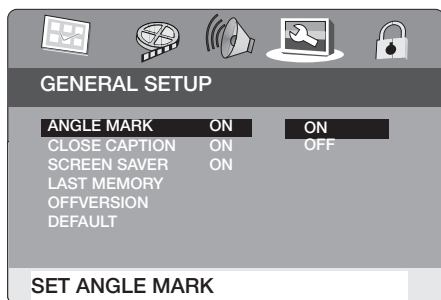 GENERAL SETUP
ANGLE MARK ON ON
CLOSE CAPTION ON OFF
SCREEN SAVER ON
LAST MEMORY
OFFVERSION
DEFAULT
SET ANGLE MARK